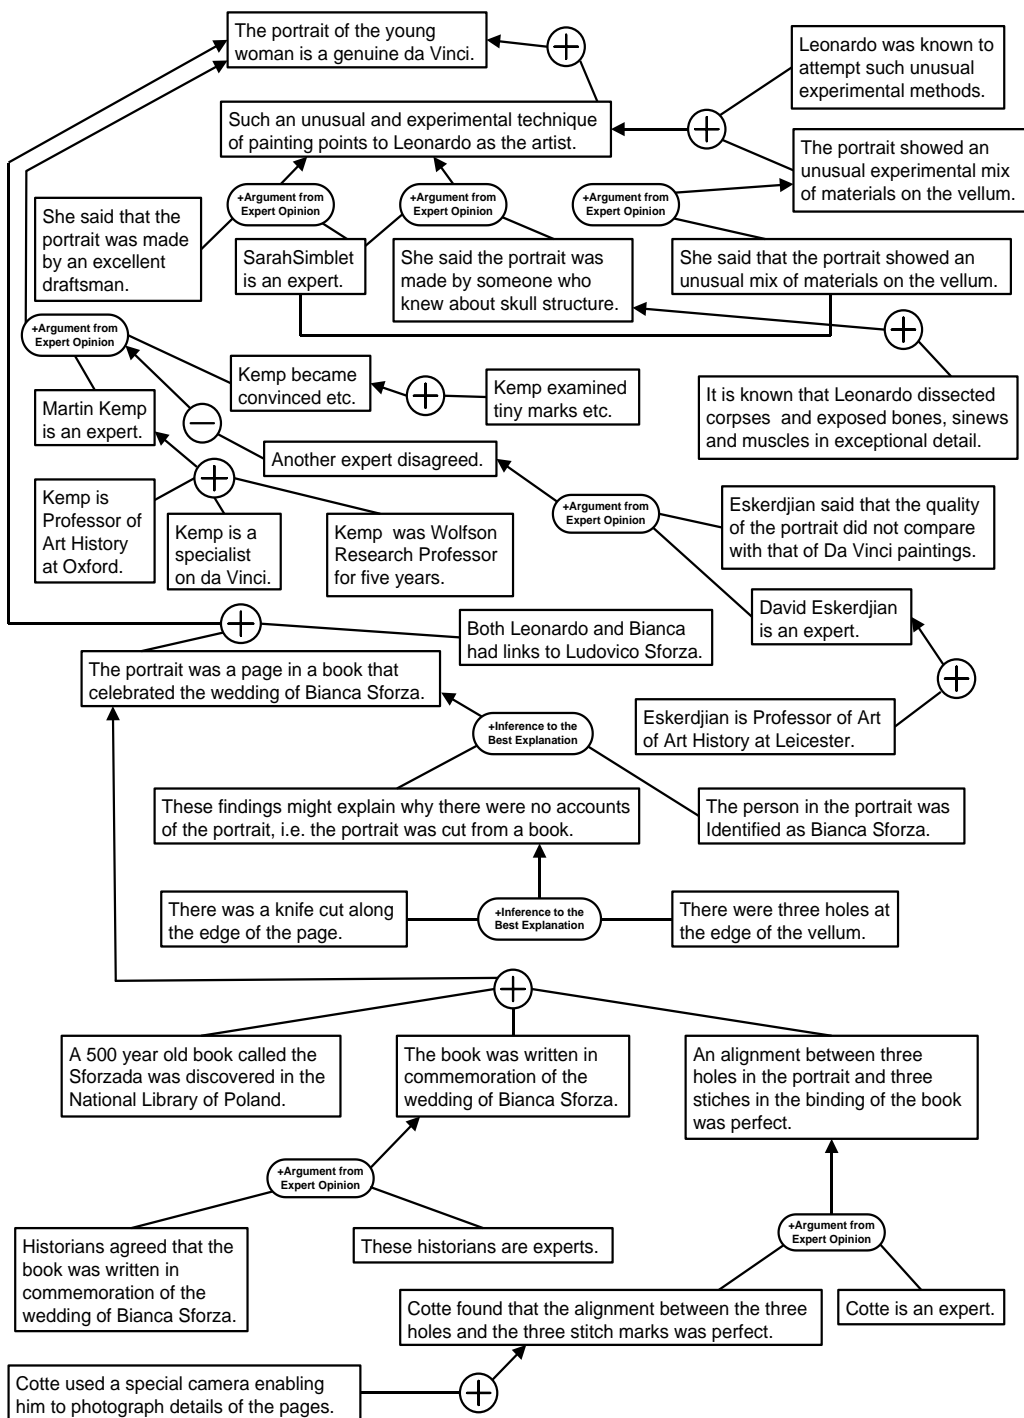 The portrait of the young
woman is a genuine da Vinci.
+
Leonardo was known to
attempt such unusual
experimental methods.
Such an unusual and experimental technique
of painting points to Leonardo as the artist.
+
The portrait showed an
unusual experimental mix
of materials on the vellum.
+Argument from
Expert Opinion
+Argument from
Expert Opinion
+Argument from
Expert Opinion
She said that the
portrait was made
by an excellent
draftsman.
SarahSimblet
is an expert.
She said the portrait was
made by someone who
knew about skull structure.
She said that the portrait showed an
unusual mix of materials on the vellum.
+Argument from
Expert Opinion
+
Kemp became
convinced etc.
+
Kemp examined
tiny marks etc.
It is known that Leonardo dissected
corpses and exposed bones, sinews
and muscles in exceptional detail.
Martin Kemp
is an expert.
−
Another expert disagreed.
+
Kemp is
Professor of
Art History
at Oxford.
Kemp is a
specialist
on da Vinci.
Kemp was Wolfson
Research Professor
for five years.
+Argument from
Expert Opinion
Eskerdjian said that the quality
of the portrait did not compare
with that of Da Vinci paintings.
David Eskerdjian
is an expert.
+
Both Leonardo and Bianca
had links to Ludovico Sforza.
The portrait was a page in a book that
celebrated the wedding of Bianca Sforza.
+
Eskerdjian is Professor of Art
of Art History at Leicester.
+Inference to the
Best Explanation
These findings might explain why there were no accounts
of the portrait, i.e. the portrait was cut from a book.
The person in the portrait was
Identified as Bianca Sforza.
There was a knife cut along
the edge of the page.
+Inference to the
Best Explanation
There were three holes at
the edge of the vellum.
+
A 500 year old book called the
Sforzada was discovered in the
National Library of Poland.
The book was written in
commemoration of the
wedding of Bianca Sforza.
An alignment between three
holes in the portrait and three
stiches in the binding of the book
was perfect.
+Argument from
Expert Opinion
Historians agreed that the
book was written in
commemoration of the
wedding of Bianca Sforza.
These historians are experts.
+Argument from
Expert Opinion
Cotte found that the alignment between the three
holes and the three stitch marks was perfect.
Cotte is an expert.
Cotte used a special camera enabling
him to photograph details of the pages.
+